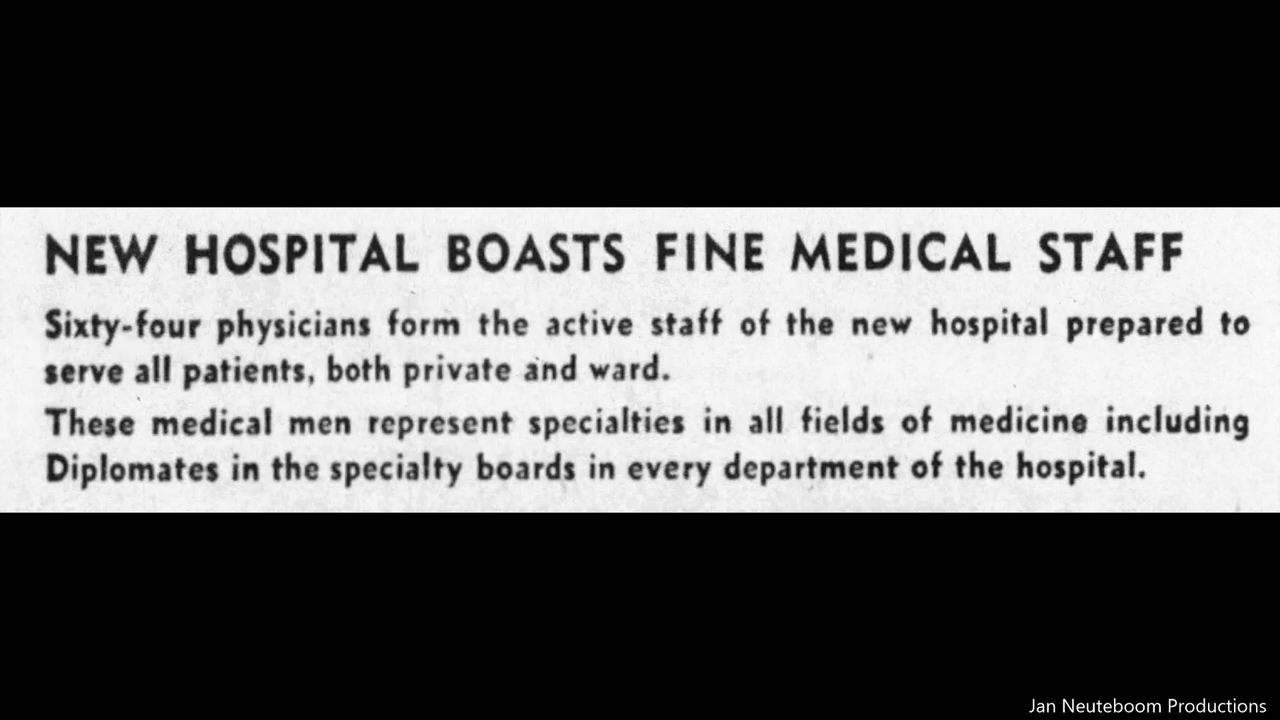 NEW HOSPITAL BOASTS FINE MEDICAL STAFF
Sixty-four physicians form the active staff of the new hospital prepared to
serve all patients, both private and ward.
These medical men represent specialties in all fields of medicine including
Diplomates in the specialty boards in every department of the hospital.
Jan Neuteboom Productions